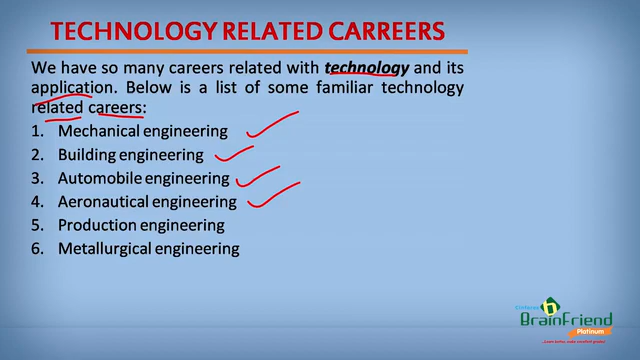 TECHNOLOGY RELATED CARREERS
We have so many careers related with technology and its
application. Below is a list of some familiar technology
related careers:
1. Mechanical engineering
2. Building engineering
3. Automobile engineering
4. Aeronautical engineering
5. Production engineering
6. Metallurgical engineering
BrainFriend
Platinum